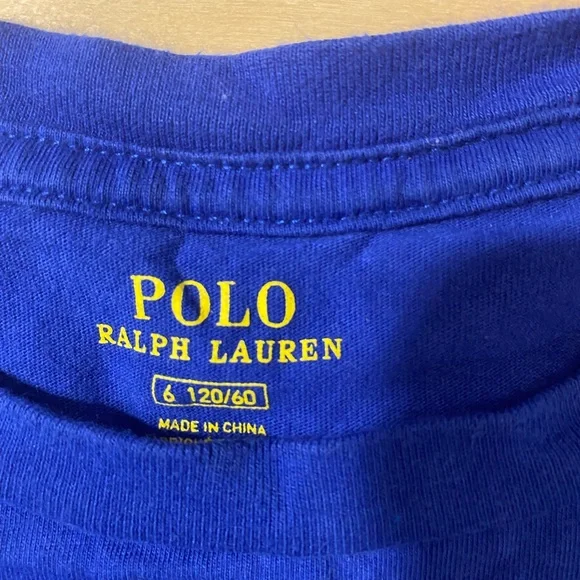 POLO
RALPH LAUREN
6 120/60
MADE IN CHINA